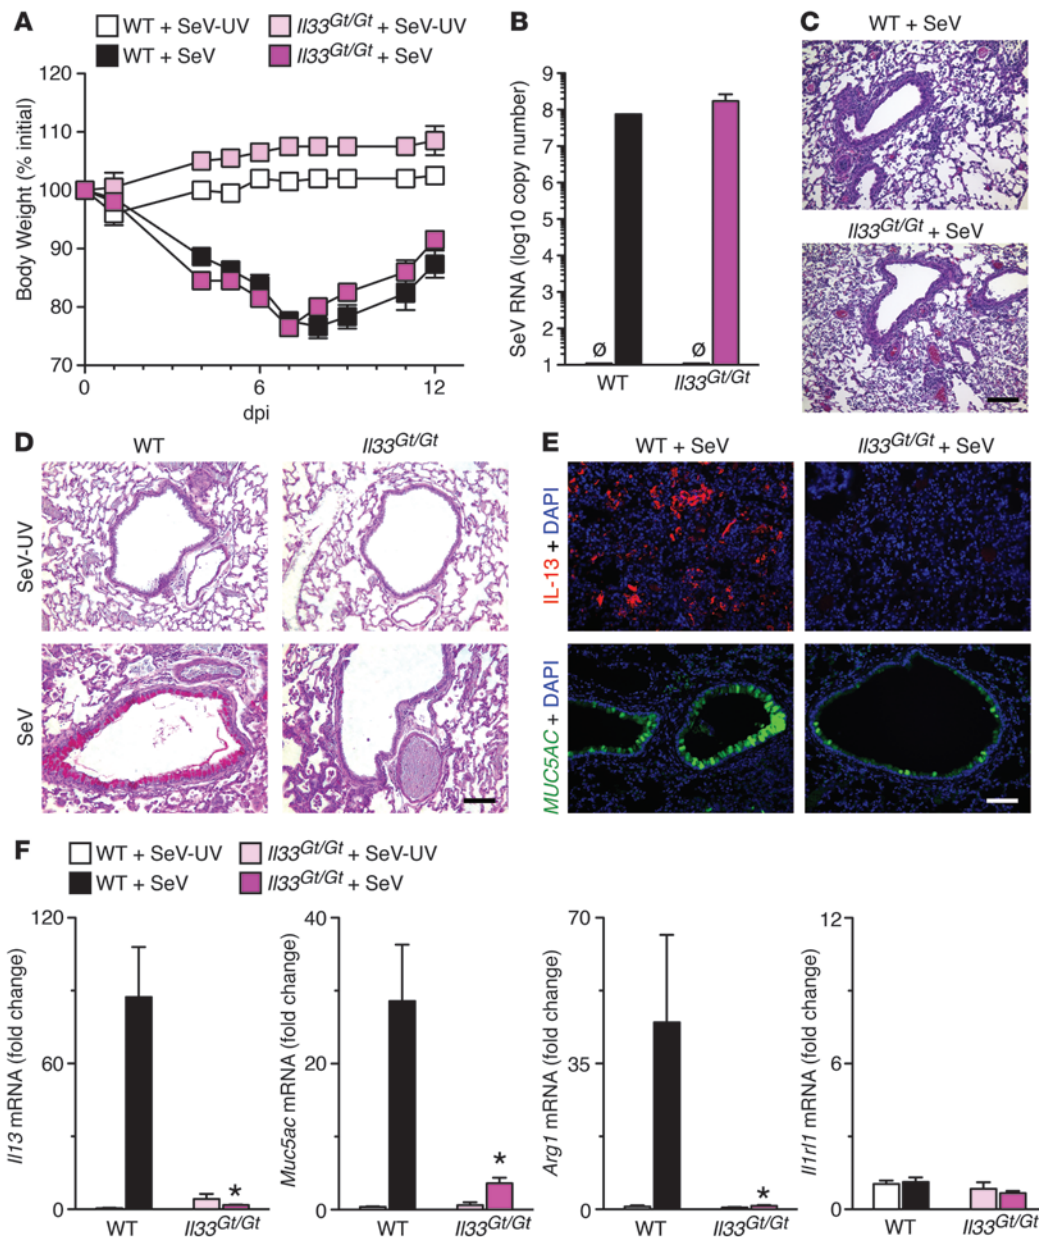 A
WT + SeV-UV
Il33Gt/Gt + SeV-UV
WT + SeV
Il33Gt/Gt + SeV
Body Weight (% initial)
110
100
90
80
70
0
6
12
dpi
B
SeV RNA (log10 copy number)
9
8
7
6
5
4
3
2
1
Ø
Ø
WT
Il33Gt/Gt
C
WT + SeV
Il33Gt/Gt + SeV
D
WT
Il33Gt/Gt
SeV-UV
SeV
E
WT + SeV
Il33Gt/Gt + SeV
IL-13 + DAPI
MUC5AC + DAPI
F
WT + SeV-UV
Il33Gt/Gt + SeV-UV
WT + SeV
Il33Gt/Gt + SeV
Il13 mRNA (fold change)
120
60
0
*
WT
Il33Gt/Gt
Muc5ac mRNA (fold change)
40
20
0
*
WT
Il33Gt/Gt
Arg1 mRNA (fold change)
70
35
0
*
WT
Il33Gt/Gt
Il1rl1 mRNA (fold change)
12
6
0
WT
Il33Gt/Gt